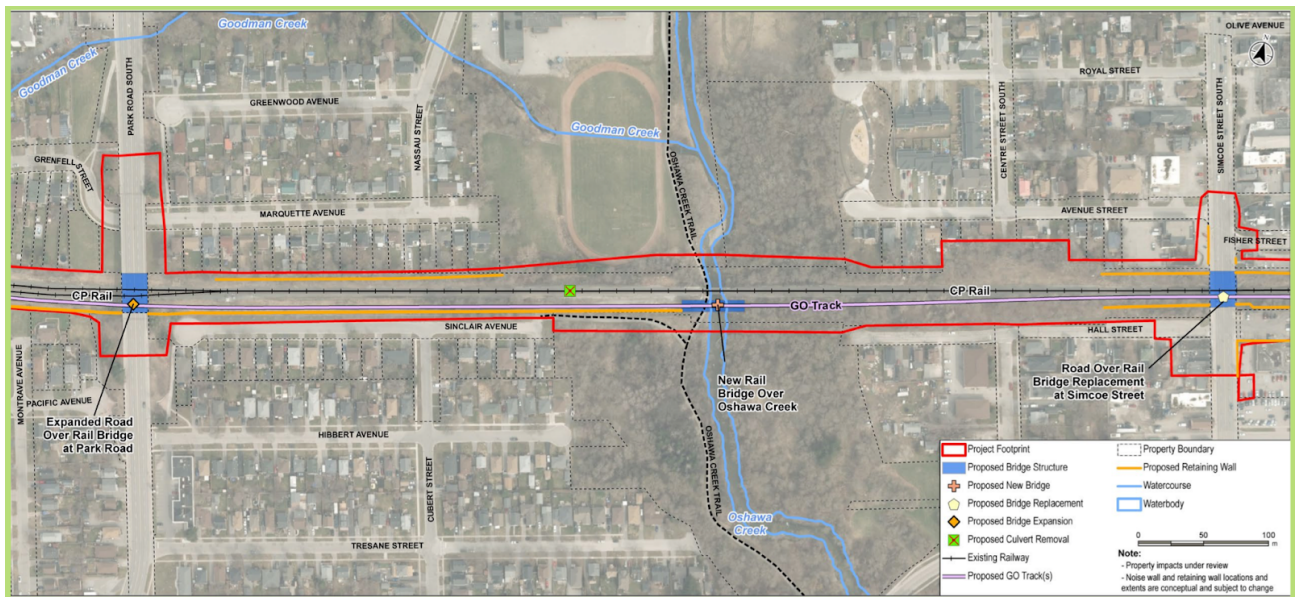 Goodman Creek
OLIVE AVENUE
Goodman Creek
PARK ROAD SOUTH
GREENWOOD AVENUE
NASSAU STREET
ROYAL STREET
SIMCOE STREET SOUTH
CENTRE STREET SOUTH
Goodman Creek
GRENFELL STREET
OSHAWA CREEK TRAIL
MARQUETTE AVENUE
AVENUE STREET
FISHER STREET
CP Rail
CP Rail
GO Track
SINCLAIR AVENUE
HALL STREET
MONTRAVE AVENUE
PACIFIC AVENUE
Expanded Road
Over Rail Bridge
at Park Road
New Rail
Bridge Over
Oshawa Creek
Road Over Rail
Bridge Replacement
at Simcoe Street
HIBBERT AVENUE
CUBERT STREET
OSHAWA CREEK TRAIL
TRESANE STREET
Oshawa
Creek
Project Footprint
Proposed Bridge Structure
Proposed New Bridge
Proposed Bridge Replacement
Proposed Bridge Expansion
Proposed Culvert Removal
Existing Railway
Proposed GO Track(s)
Property Boundary
Proposed Retaining Wall
Watercourse
Waterbody
0 50 100
m
Note:
- Property impacts under review
- Noise wall and retaining wall locations and
extents are conceptual and subject to change